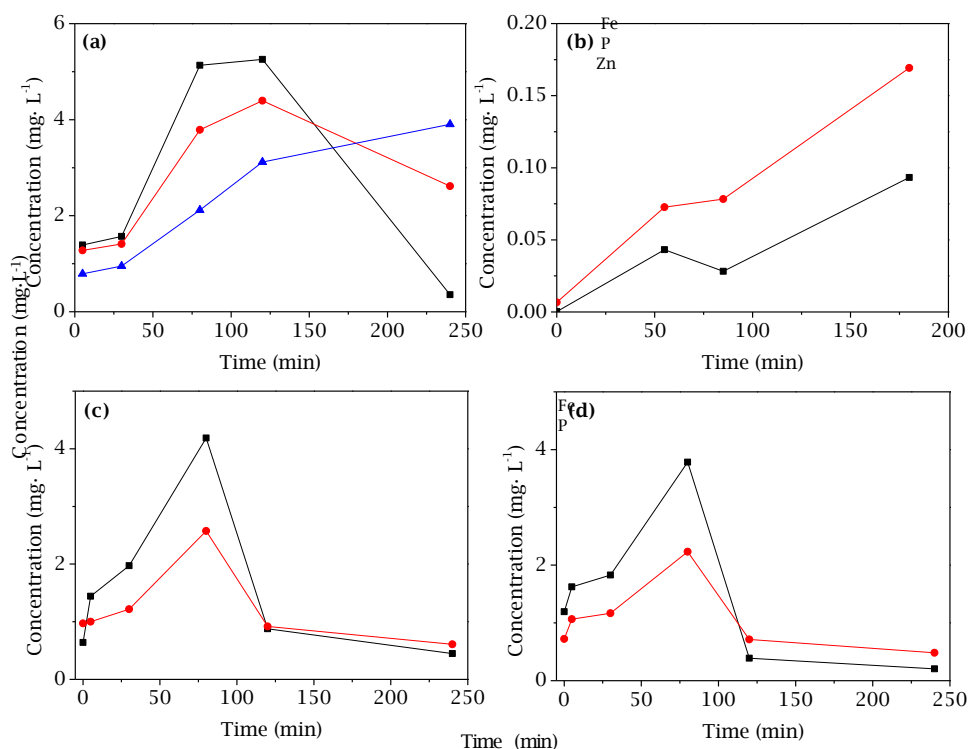 (a)
6
4
2
0
0
50
100
150
200
250
Concentration (mg· L-1)
Time (min)
(b)
Fe
P
Zn
0.20
0.15
0.10
0.05
0.00
0
50
100
150
200
Concentration (mg· L-1)
Time (min)
Concentration (mg·L-1)
(c)
4
2
0
0
50
100
150
200
250
Concentration (mg· L-1)
Time (min)
(d)
Fe
P
4
2
0
0
50
100
150
200
250
Concentration (mg· L-1)
Time (min)
Time (min)